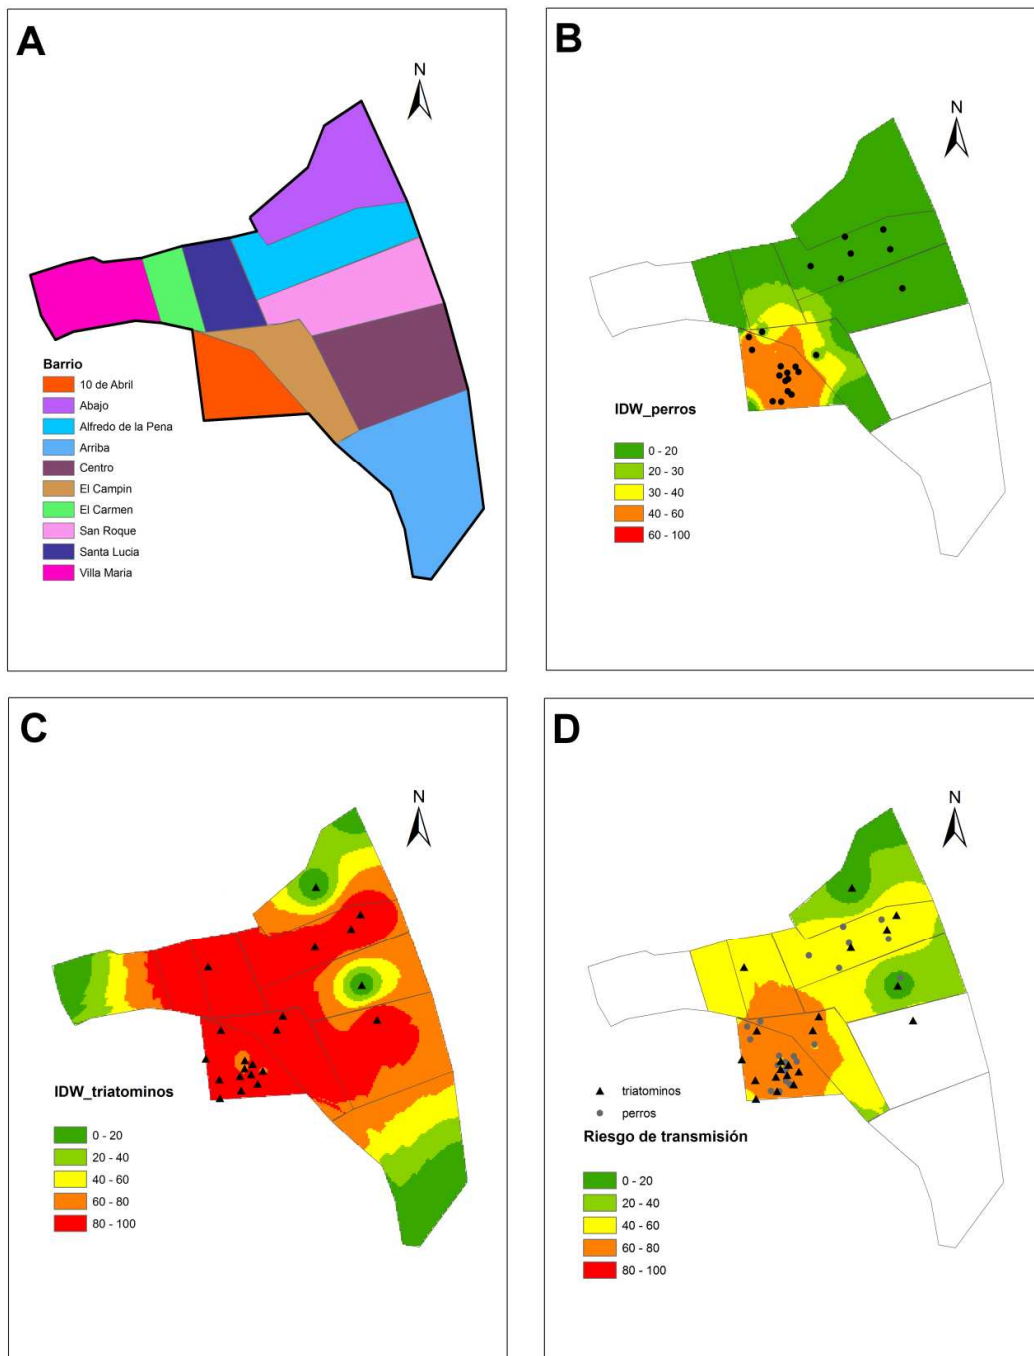 A
N
Barrio
10 de Abril
Abajo
Alfredo de la Pena
Arriba
Centro
El Campin
El Carmen
San Roque
Santa Lucia
Villa Maria
B
N
IDW_perros
0 - 20
20 - 30
30 - 40
40 - 60
60 - 100
C
N
IDW_triatominos
0 - 20
20 - 40
40 - 60
60 - 80
80 - 100
D
N
triatominos
perros
Riesgo de transmisión
0 - 20
20 - 40
40 - 60
60 - 80
80 - 100